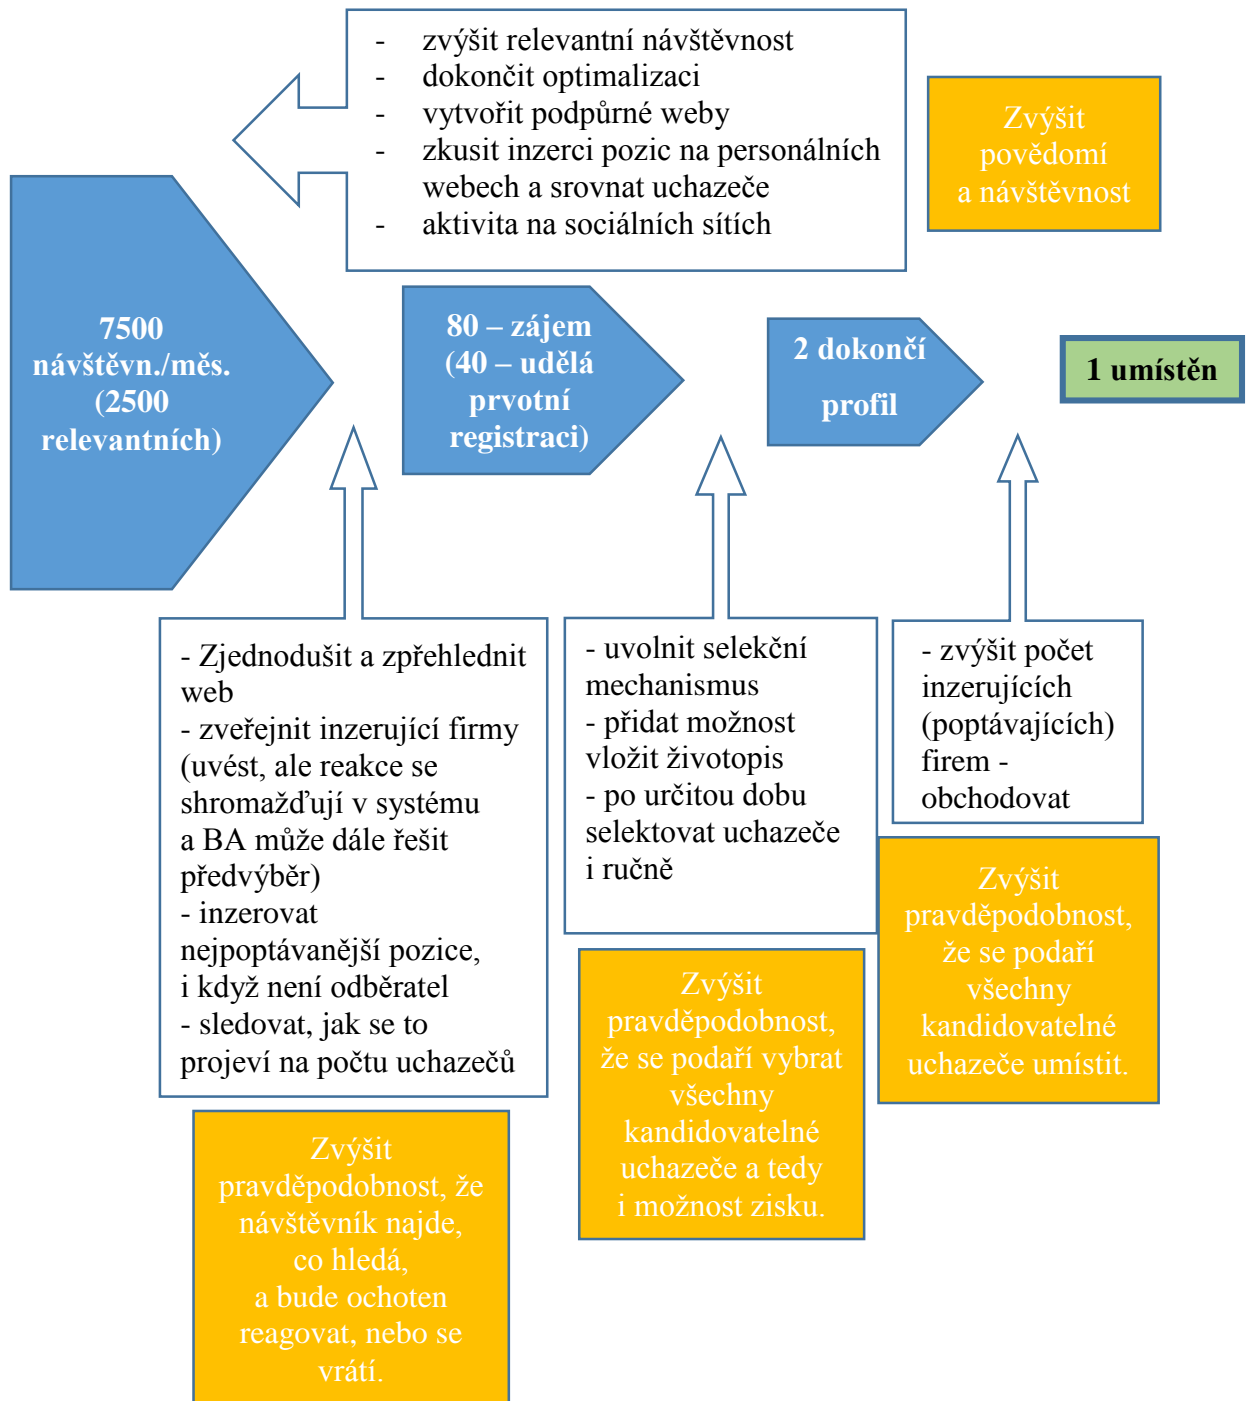 - zvýšit relevantní návštěvnost
- dokončit optimalizaci
- vytvořit podpůrné weby
- zkusit inzerci pozic na personálních
webech a srovnat uchazeče
- aktivita na sociálních sítích
Zvýšit
povědomí
a návštěvnost
7500
návštěvn./měs.
(2500
relevantních)
80 – zájem
(40 – udělá
prvotní
registraci)
2 dokončí
profil
1 umístěn
- Zjednodušit a zpřehlednit
web
- zveřejnit inzerující firmy
(uvést, ale reakce se
shromažďují v systému
a BA může dále řešit
předvýběr)
- inzerovat
nejpoptávanější pozice,
i když není odběratel
- sledovat, jak se to
projeví na počtu uchazečů
- uvolnit selekční
mechanismus
- přidat možnost
vložit životopis
- po určitou dobu
selektovat uchazeče
i ručně
- zvýšit počet
inzerujících
(poptávajících)
firem -
obchodovat
Zvýšit
pravděpodobnost, že
návštěvník najde,
co hledá,
a bude ochoten
reagovat, nebo se
vrátí.
Zvýšit
pravděpodobnost,
že se podaří vybrat
všechny
kandidovatelné
uchazeče a tedy
i možnost zisku.
Zvýšit
pravděpodobnost,
že se podaří
všechny
kandidovatelné
uchazeče umístit.